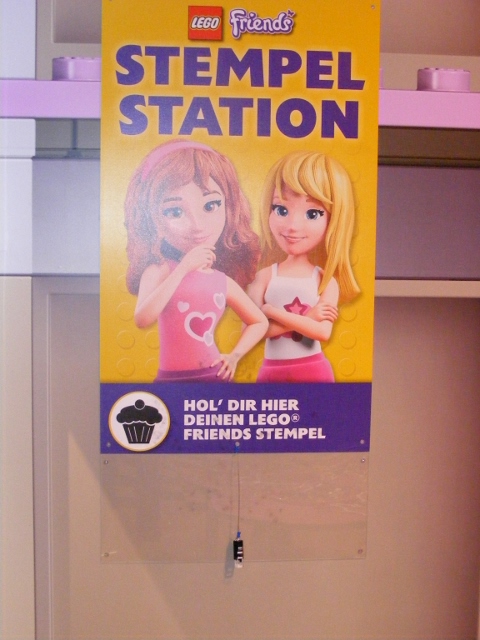 LEGO Friends
STEMPEL
STATION
HOL' DIR HIER
DEINEN LEGO®
FRIENDS STEMPEL